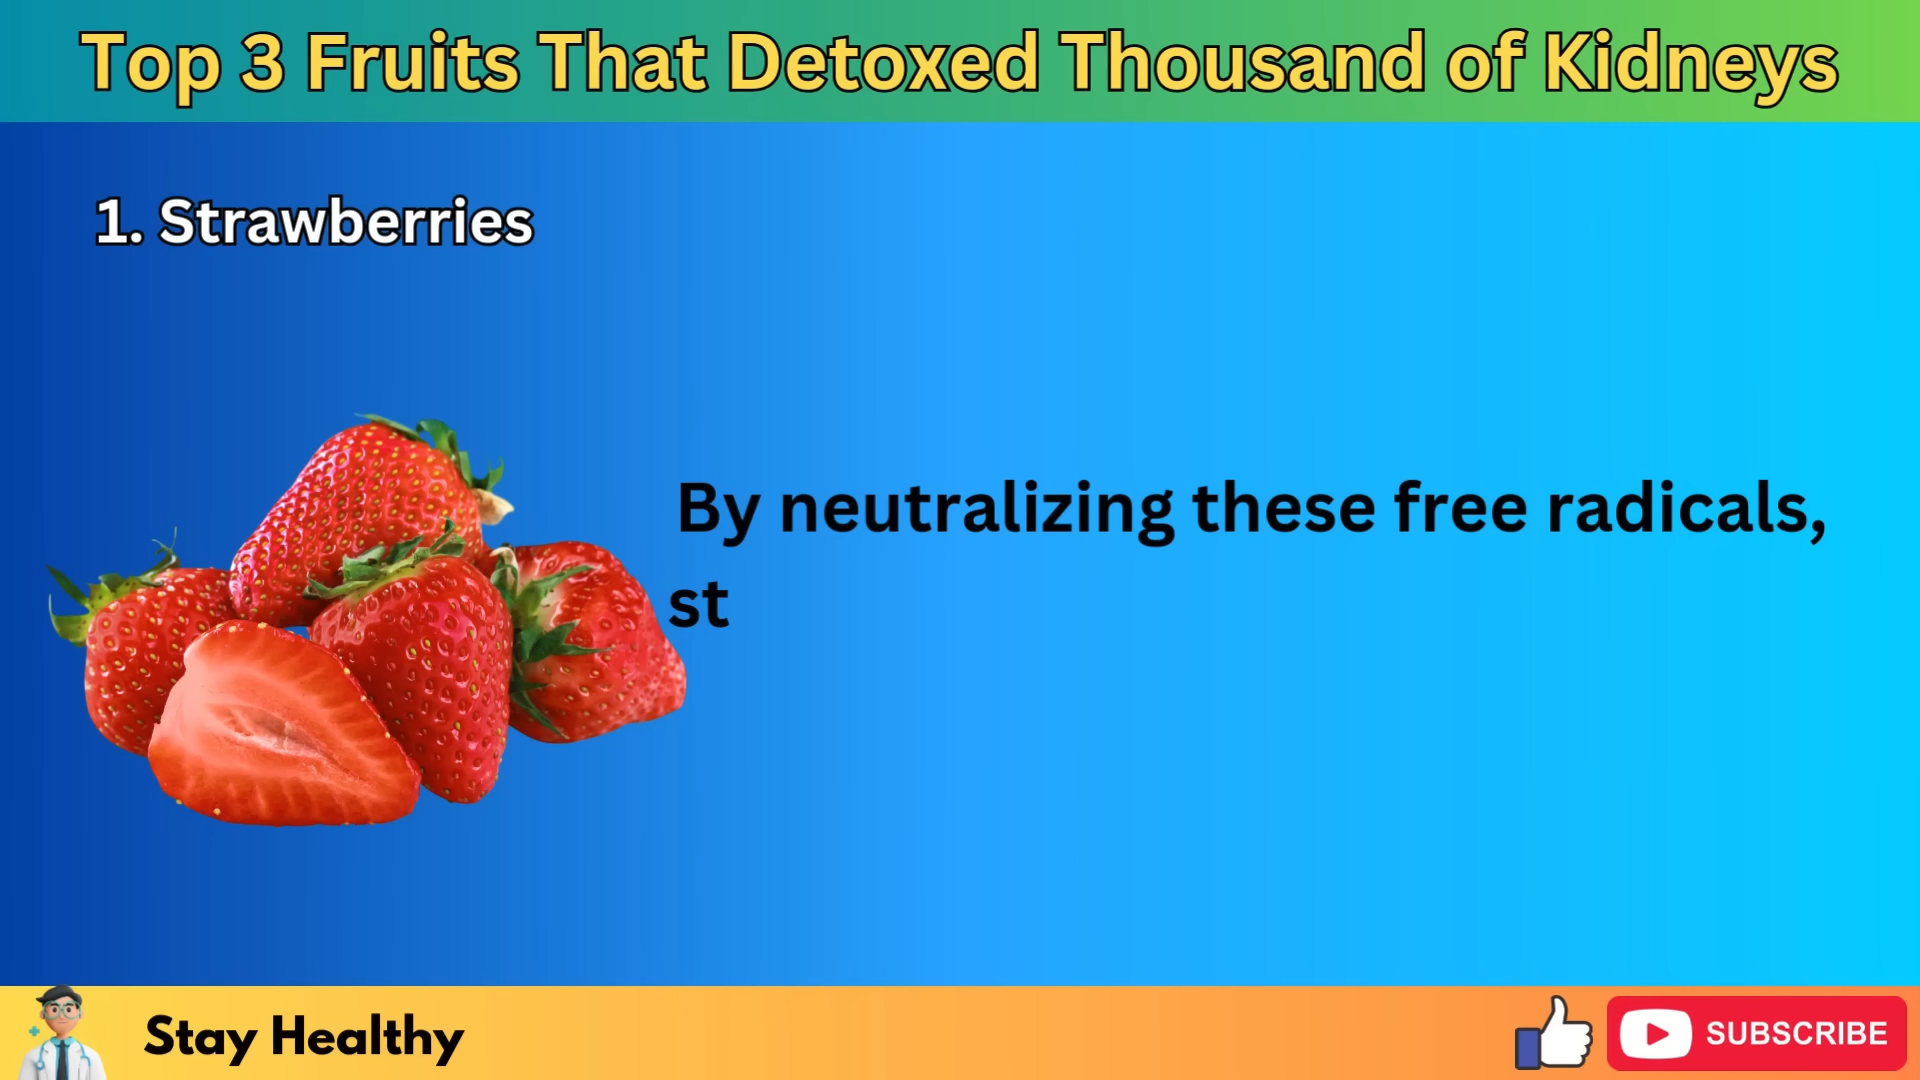 Top 3 Fruits That Detoxed Thousand of Kidneys
1. Strawberries
By neutralizing these free radicals,
st
Stay Healthy
SUBSCRIBE